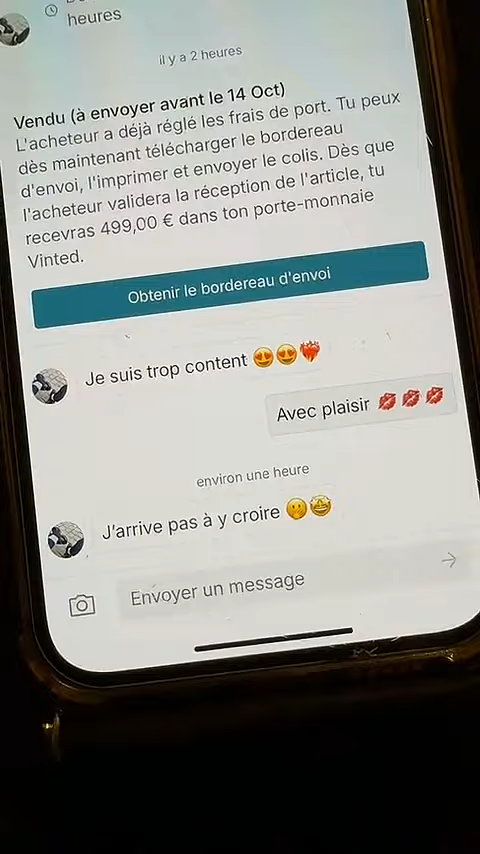 heures
il y a 2 heures
Vendu (à envoyer avant le 14 Oct)
L'acheteur a déjà réglé les frais de port. Tu peux
dès maintenant télécharger le bordereau
d'envoi, l'imprimer et envoyer le colis. Dès que
l'acheteur validera la réception de l'article, tu
recevras 499,00 € dans ton porte-monnaie
Vinted.
Obtenir le bordereau d'envoi
Je suis trop content 😍😍❤️‍🔥
Avec plaisir 💋💋💋
environ une heure
J'arrive pas à y croire 🫢🤩
Envoyer un message